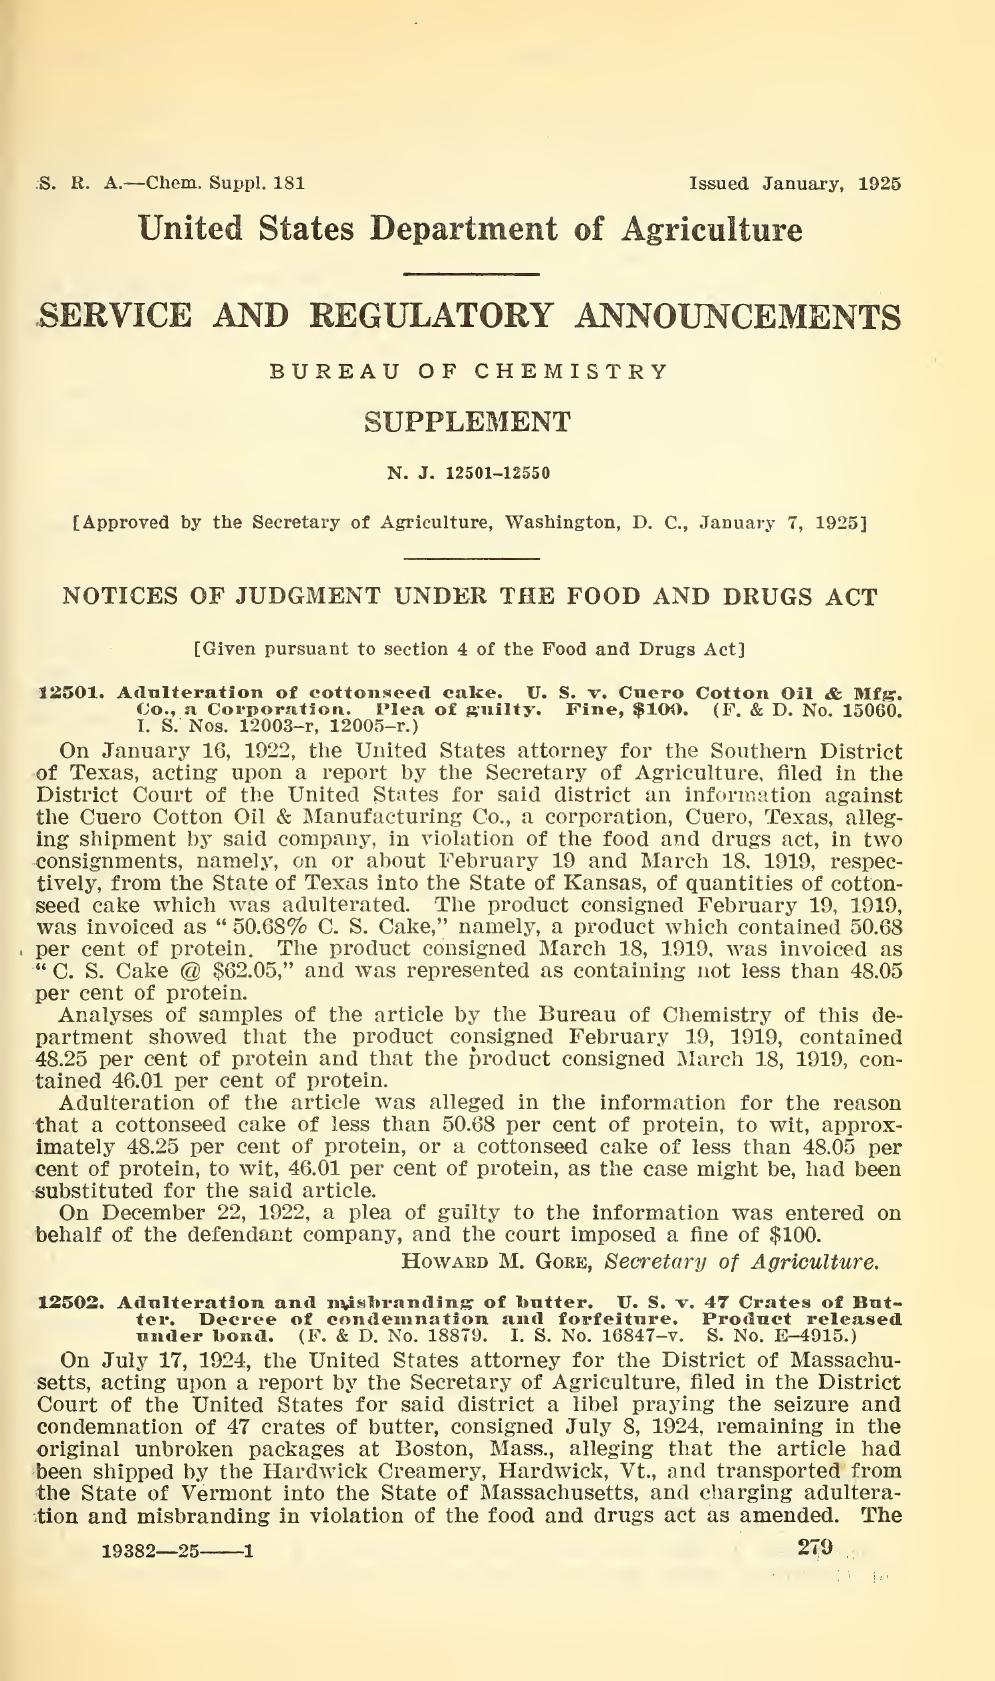 S. R. A.—Chem. Suppl. 181 Issued January, 1925
United States Department of Agriculture
SERVICE AND REGULATORY ANNOUNCEMENTS
BUREAU OF CHEMISTRY
SUPPLEMENT
N. J. 12501–12550
[Approved by the Secretary of Agriculture, Washington, D. C., January 7, 1925]
NOTICES OF JUDGMENT UNDER THE FOOD AND DRUGS ACT
[Given pursuant to section 4 of the Food and Drugs Act]
12501. Adulteration of cottonseed cake. U. S. v. Cuero Cotton Oil & Mfg.
Co., a Corporation. Plea of guilty. Fine, $100. (F. & D. No. 15060.
I. S. Nos. 12003–r, 12005–r.)
On January 16, 1922, the United States attorney for the Southern District
of Texas, acting upon a report by the Secretary of Agriculture, filed in the
District Court of the United States for said district an information against
the Cuero Cotton Oil & Manufacturing Co., a corporation, Cuero, Texas, alleg-
ing shipment by said company, in violation of the food and drugs act, in two
consignments, namely, on or about February 19 and March 18, 1919, respec-
tively, from the State of Texas into the State of Kansas, of quantities of cotton-
seed cake which was adulterated. The product consigned February 19, 1919,
was invoiced as “ 50.68% C. S. Cake,” namely, a product which contained 50.68
per cent of protein. The product consigned March 18, 1919, was invoiced as
“ C. S. Cake @ $62.05,” and was represented as containing not less than 48.05
per cent of protein.
Analyses of samples of the article by the Bureau of Chemistry of this de-
partment showed that the product consigned February 19, 1919, contained
48.25 per cent of protein and that the product consigned March 18, 1919, con-
tained 46.01 per cent of protein.
Adulteration of the article was alleged in the information for the reason
that a cottonseed cake of less than 50.68 per cent of protein, to wit, approx-
imately 48.25 per cent of protein, or a cottonseed cake of less than 48.05 per
cent of protein, to wit, 46.01 per cent of protein, as the case might be, had been
substituted for the said article.
On December 22, 1922, a plea of guilty to the information was entered on
behalf of the defendant company, and the court imposed a fine of $100.
HOWARD M. GORE, Secretary of Agriculture.
12502. Adulteration and misbranding of butter. U. S. v. 47 Crates of But-
ter. Decree of condemnation and forfeiture. Product released
under bond. (F. & D. No. 18879. I. S. No. 16847–v. S. No. E–4915.)
On July 17, 1924, the United States attorney for the District of Massachu-
setts, acting upon a report by the Secretary of Agriculture, filed in the District
Court of the United States for said district a libel praying the seizure and
condemnation of 47 crates of butter, consigned July 8, 1924, remaining in the
original unbroken packages at Boston, Mass., alleging that the article had
been shipped by the Hardwick Creamery, Hardwick, Vt., and transported from
the State of Vermont into the State of Massachusetts, and charging adultera-
tion and misbranding in violation of the food and drugs act as amended. The
19382—25——1 279